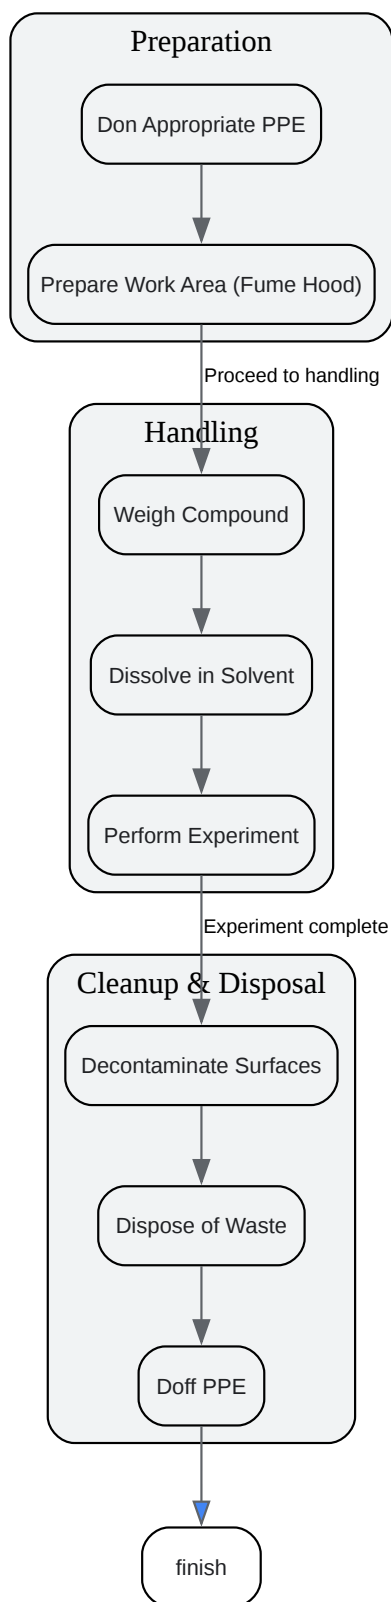 Preparation
Don Appropriate PPE
Prepare Work Area (Fume Hood)
Proceed to handling
Handling
Weigh Compound
Dissolve in Solvent
Perform Experiment
Experiment complete
Cleanup & Disposal
Decontaminate Surfaces
Dispose of Waste
Doff PPE
finish